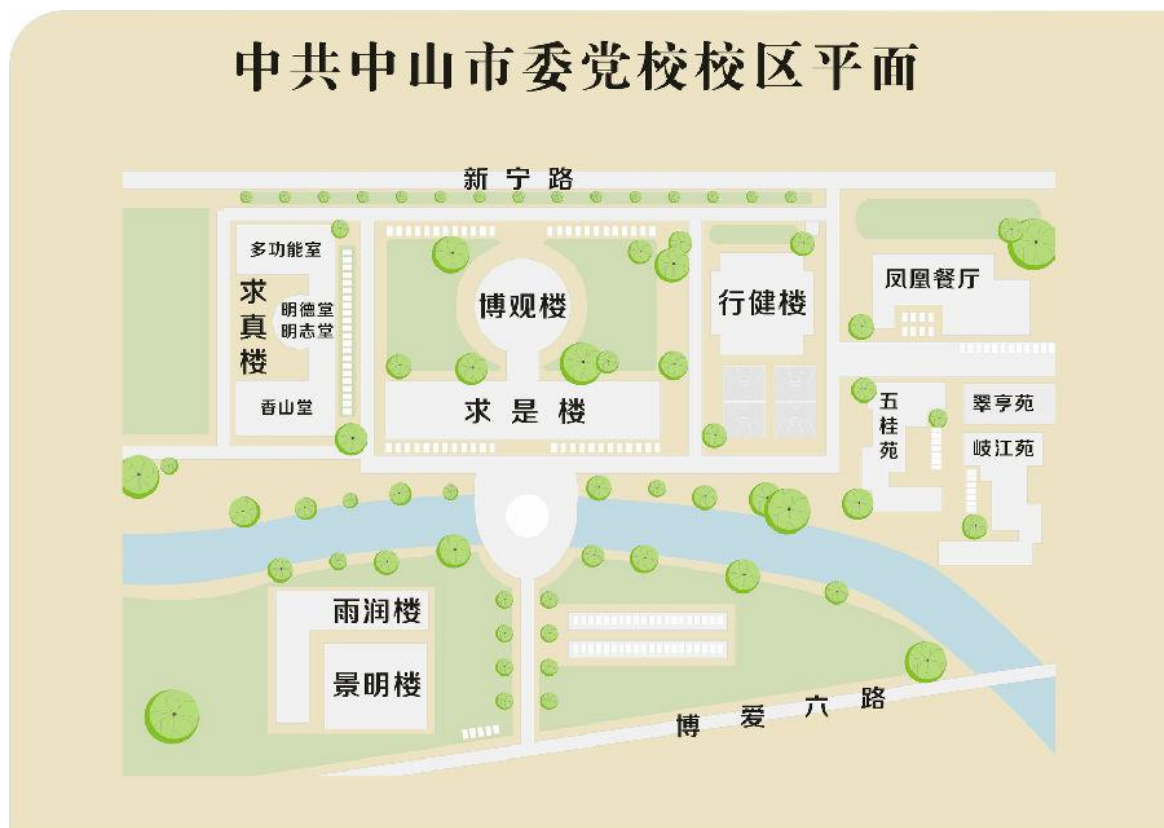 中共中山市委党校校区平面
新宁路
多功能室
求真楼
明德堂
明志堂
香山堂
博观楼
求是楼
行健楼
凤凰餐厅
五桂苑
翠亨苑
岐江苑
雨润楼
景明楼
博爱六路